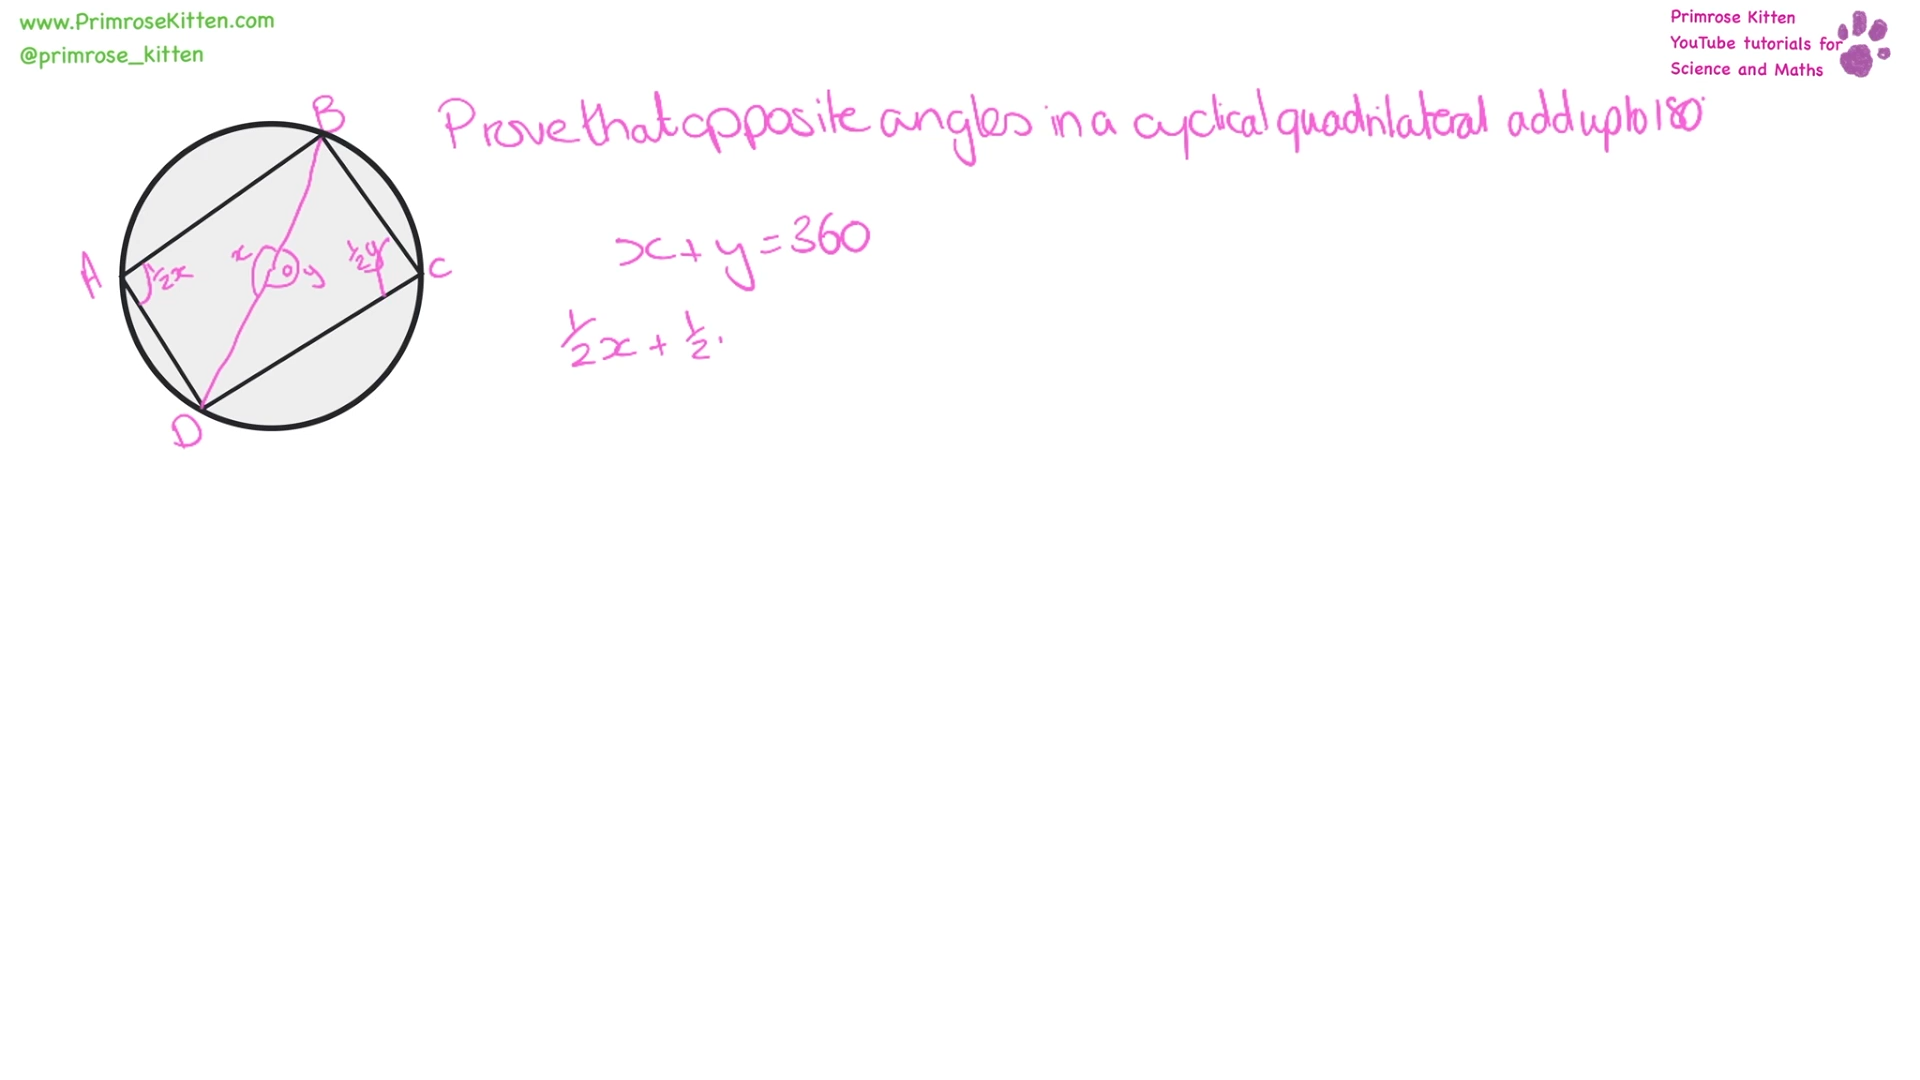 www.PrimroseKitten.com
@primrose_kitten
Primrose Kitten
YouTube tutorials for
Science and Maths
Prove that opposite angles in a cyclical quadrilateral add up to 180°
B
A
½x
x
O
y
½y
C
D
x + y = 360
½x + ½